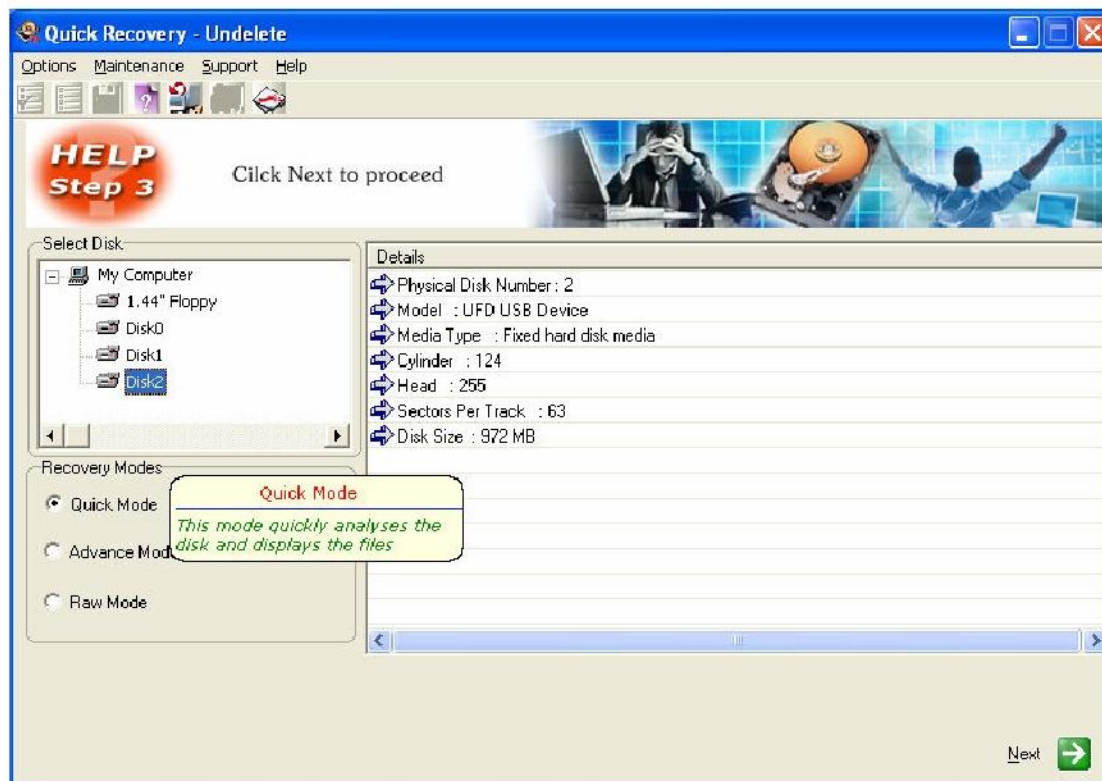 Quick Recovery - Undelete
Options Maintenance Support Help
HELP
Step 3
Cilck Next to proceed
Select Disk
My Computer
1.44" Floppy
Disk0
Disk1
Disk2
Details
Physical Disk Number : 2
Model : UFD USB Device
Media Type : Fixed hard disk media
Cylinder : 124
Head : 255
Sectors Per Track : 63
Disk Size : 972 MB
Recovery Modes
Quick Mode
Quick Mode
This mode quickly analyses the
disk and displays the files
Advance Mod
Raw Mode
Next